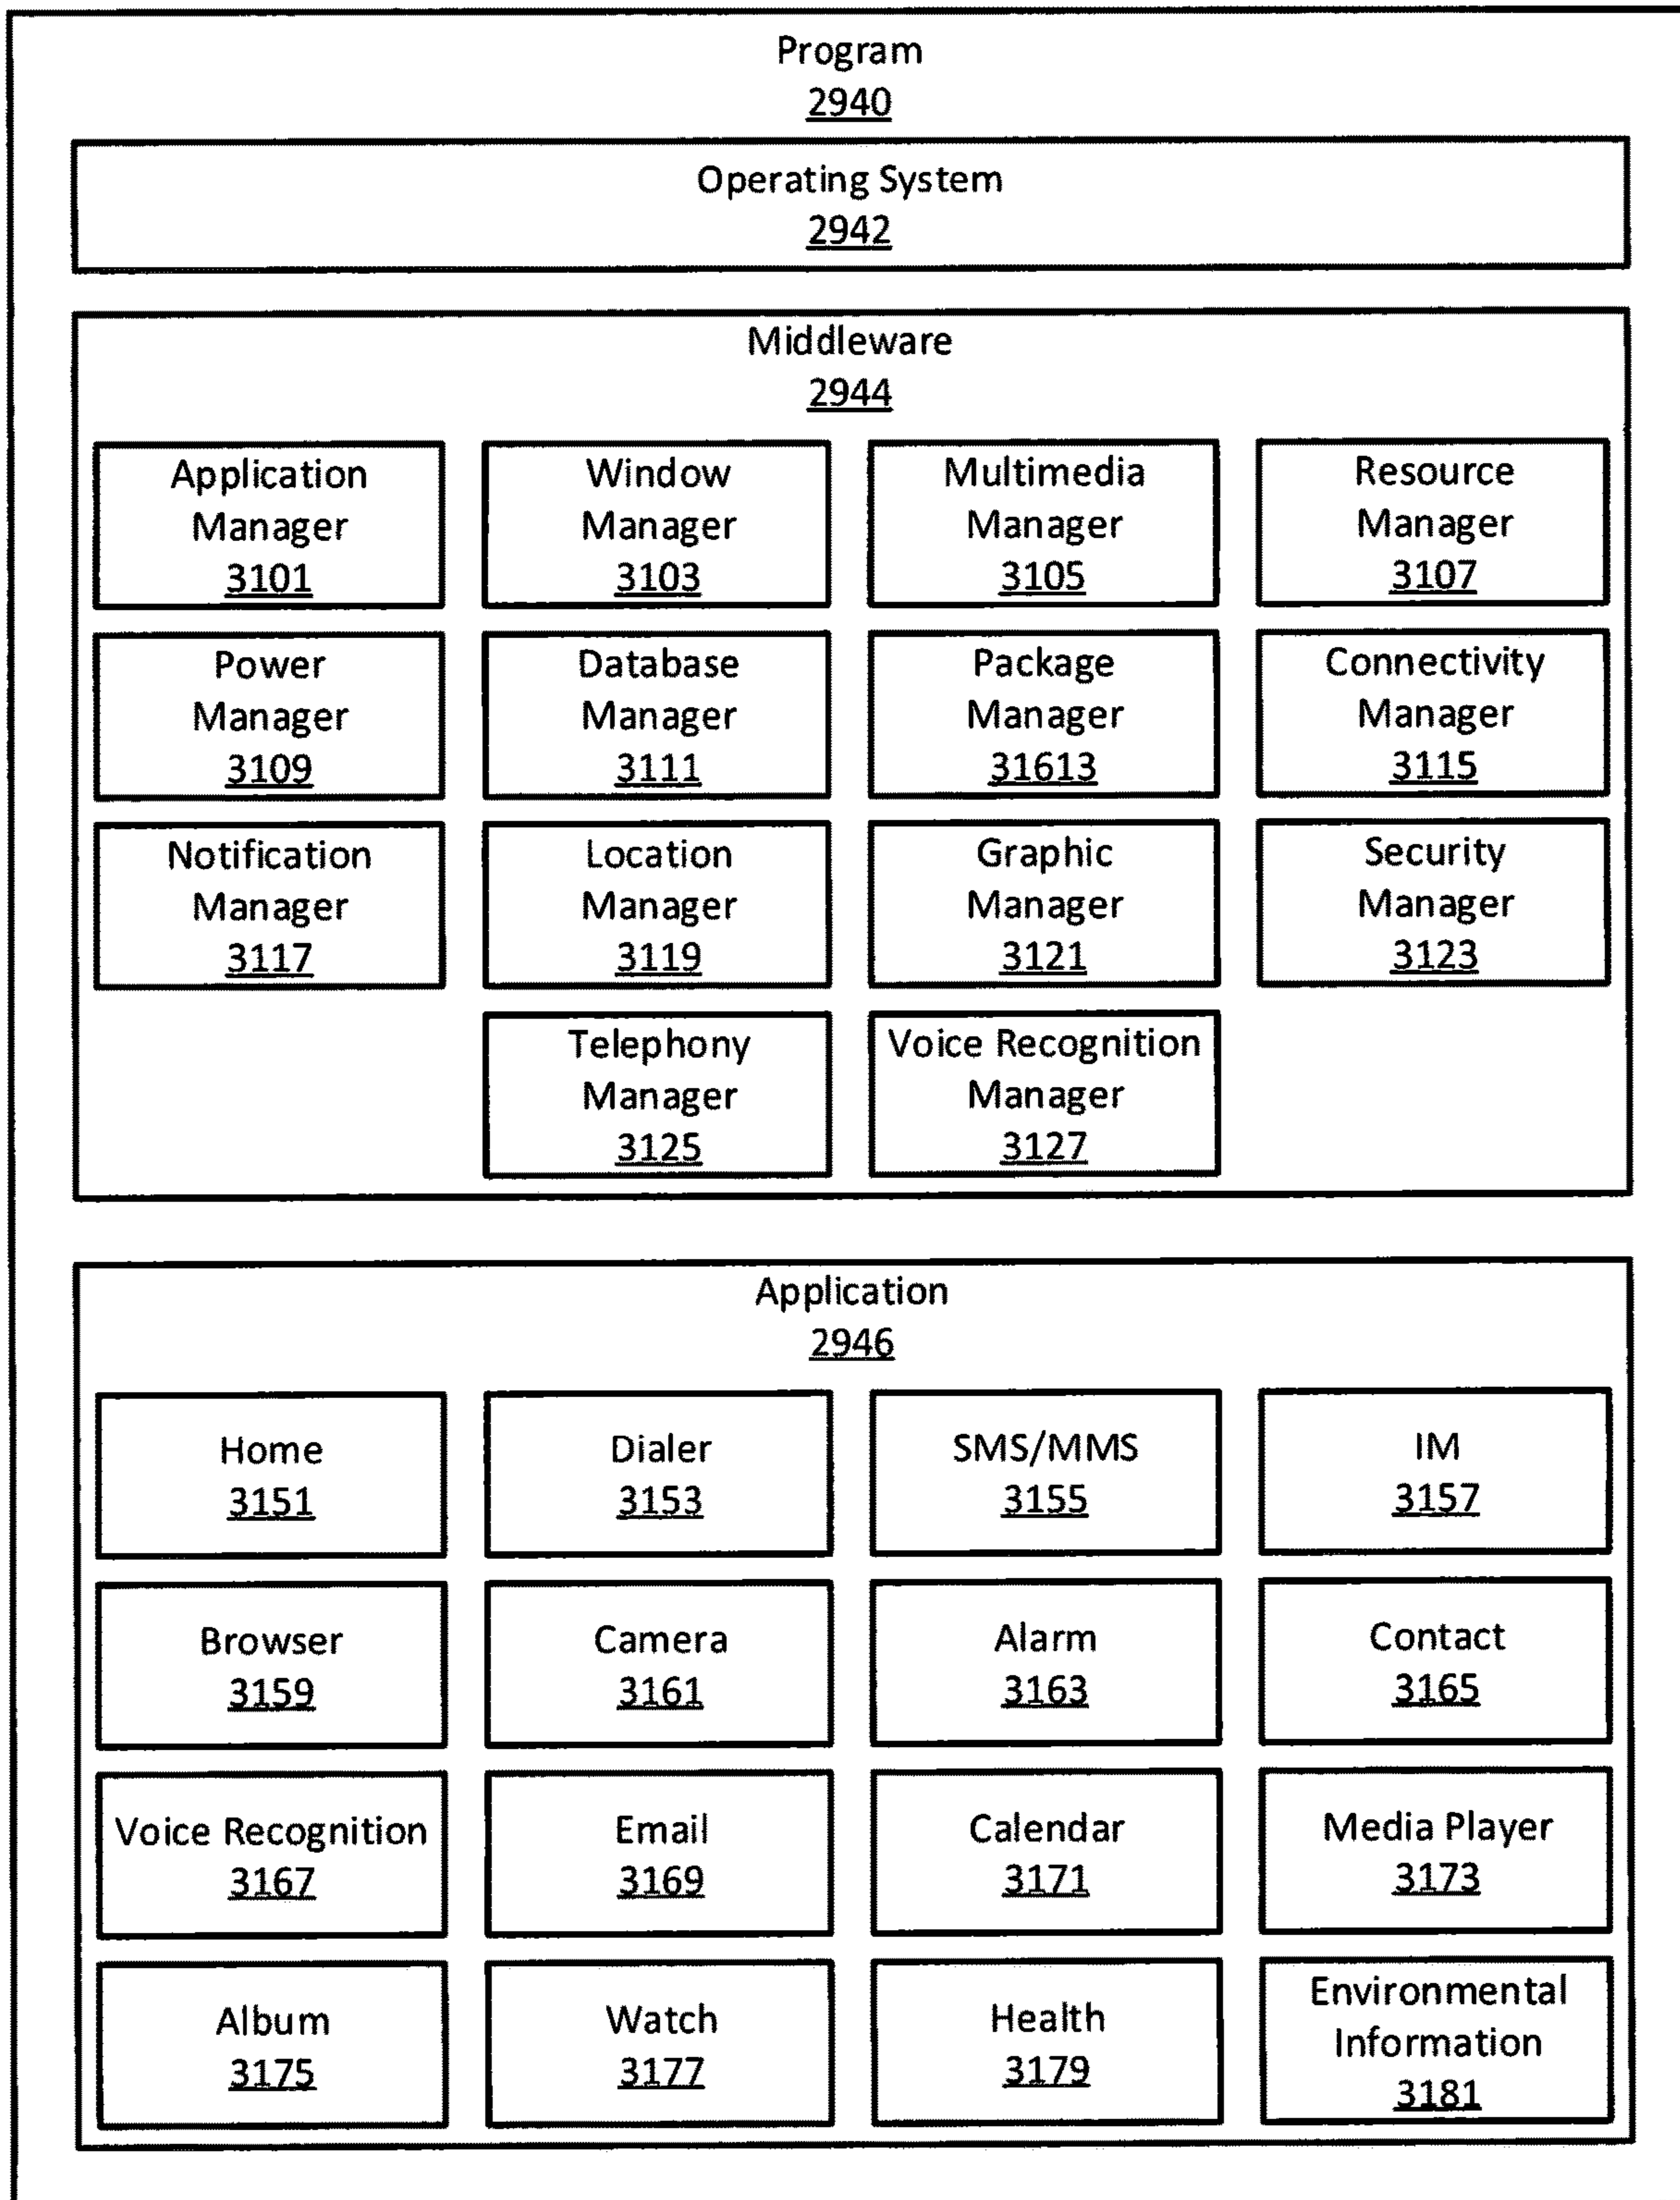 Program
2940
Operating System
2942
Middleware
2944
Application
Manager
3101
Window
Manager
3103
Multimedia
Manager
3105
Resource
Manager
3107
Power
Manager
3109
Database
Manager
3111
Package
Manager
31613
Connectivity
Manager
3115
Notification
Manager
3117
Location
Manager
3119
Graphic
Manager
3121
Security
Manager
3123
Telephony
Manager
3125
Voice Recognition
Manager
3127
Application
2946
Home
3151
Dialer
3153
SMS/MMS
3155
IM
3157
Browser
3159
Camera
3161
Alarm
3163
Contact
3165
Voice Recognition
3167
Email
3169
Calendar
3171
Media Player
3173
Album
3175
Watch
3177
Health
3179
Environmental
Information
3181